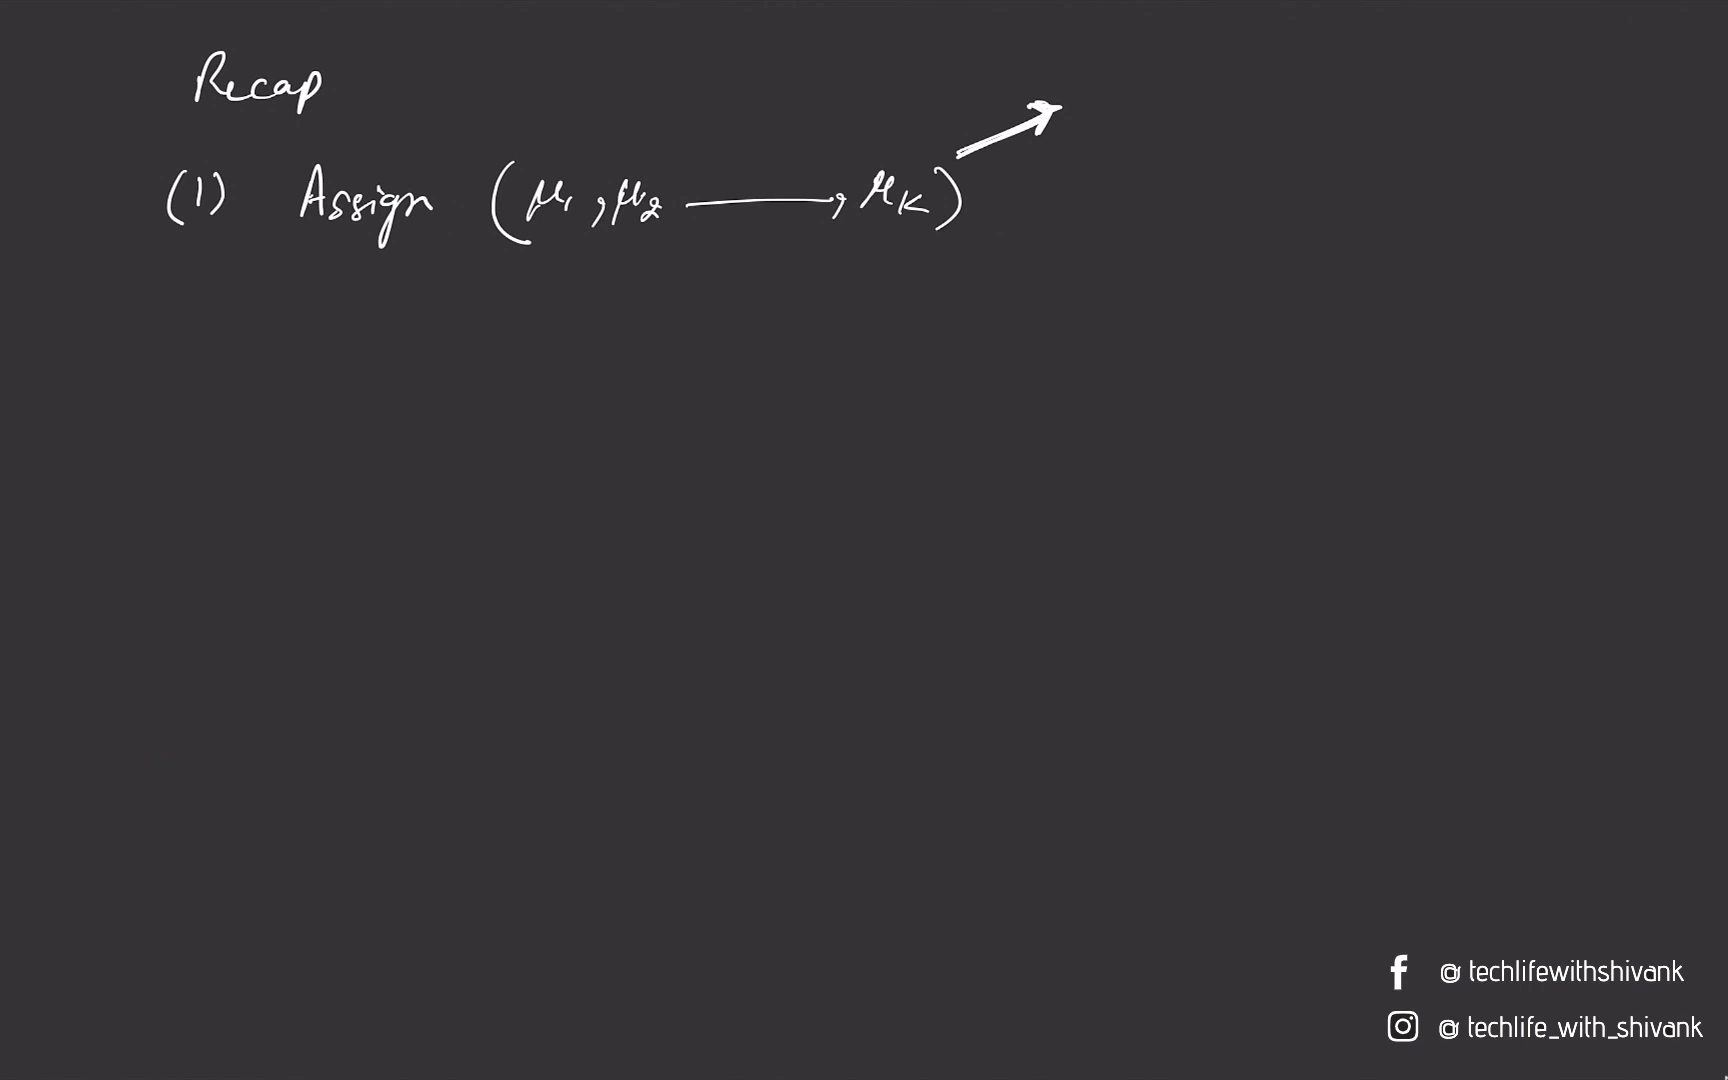 Recap
(1) Assign (μ1, μ2 ———, μK)
@ techlifewithshivank
@ techlife_with_shivank